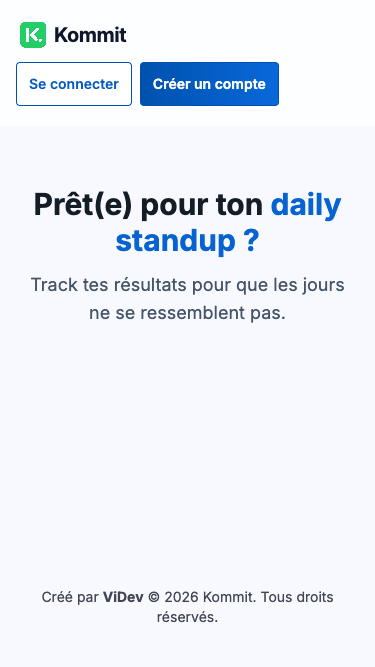 Kommit
Se connecter
Créer un compte
Prêt(e) pour ton daily
standup ?
Track tes résultats pour que les jours
ne se ressemblent pas.
Créé par ViDev © 2026 Kommit. Tous droits
réservés.